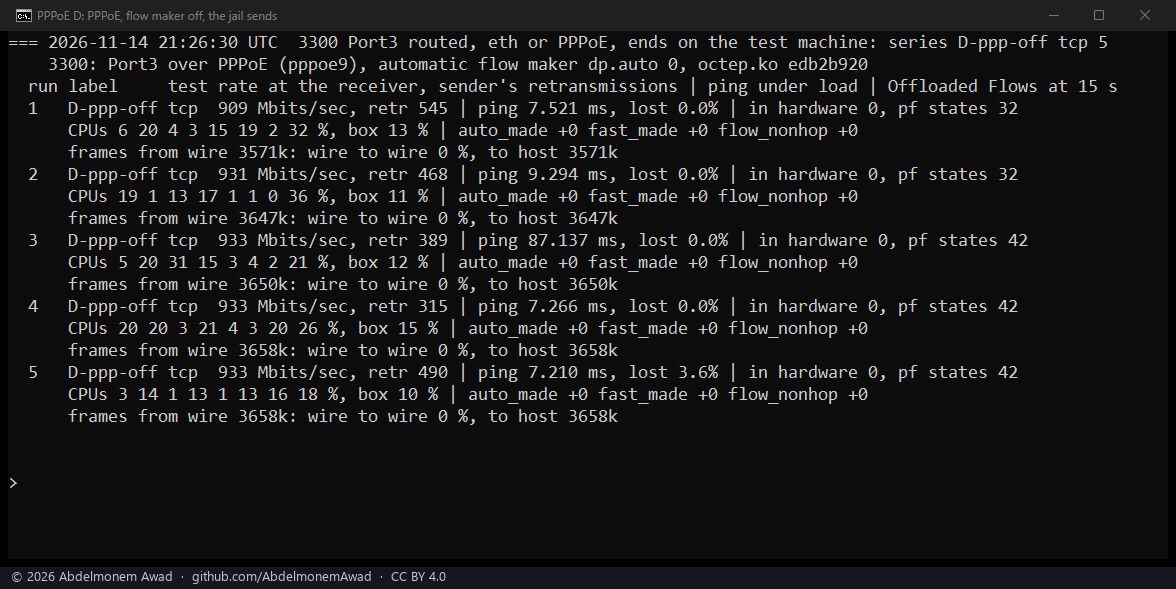 PPPoE D: PPPoE, flow maker off, the jail sends
=== 2026-11-14 21:26:30 UTC  3300 Port3 routed, eth or PPPoE, ends on the test machine: series D-ppp-off tcp 5
    3300: Port3 over PPPoE (pppoe9), automatic flow maker dp.auto 0, octep.ko edb2b920
  run label     test rate at the receiver, sender's retransmissions | ping under load | Offloaded Flows at 15 s
  1   D-ppp-off tcp  909 Mbits/sec, retr 545 | ping 7.521 ms, lost 0.0% | in hardware 0, pf states 32
      CPUs 6 20 4 3 15 19 2 32 %, box 13 % | auto_made +0 fast_made +0 flow_nonhop +0
      frames from wire 3571k: wire to wire 0 %, to host 3571k
  2   D-ppp-off tcp  931 Mbits/sec, retr 468 | ping 9.294 ms, lost 0.0% | in hardware 0, pf states 32
      CPUs 19 1 13 17 1 1 0 36 %, box 11 % | auto_made +0 fast_made +0 flow_nonhop +0
      frames from wire 3647k: wire to wire 0 %, to host 3647k
  3   D-ppp-off tcp  933 Mbits/sec, retr 389 | ping 87.137 ms, lost 0.0% | in hardware 0, pf states 42
      CPUs 5 20 31 15 3 4 2 21 %, box 12 % | auto_made +0 fast_made +0 flow_nonhop +0
      frames from wire 3650k: wire to wire 0 %, to host 3650k
  4   D-ppp-off tcp  933 Mbits/sec, retr 315 | ping 7.266 ms, lost 0.0% | in hardware 0, pf states 42
      CPUs 20 20 3 21 4 3 20 26 %, box 15 % | auto_made +0 fast_made +0 flow_nonhop +0
      frames from wire 3658k: wire to wire 0 %, to host 3658k
  5   D-ppp-off tcp  933 Mbits/sec, retr 490 | ping 7.210 ms, lost 3.6% | in hardware 0, pf states 42
      CPUs 3 14 1 13 1 13 16 18 %, box 10 % | auto_made +0 fast_made +0 flow_nonhop +0
      frames from wire 3658k: wire to wire 0 %, to host 3658k
>
© 2026 Abdelmonem Awad · github.com/AbdelmonemAwad · CC BY 4.0